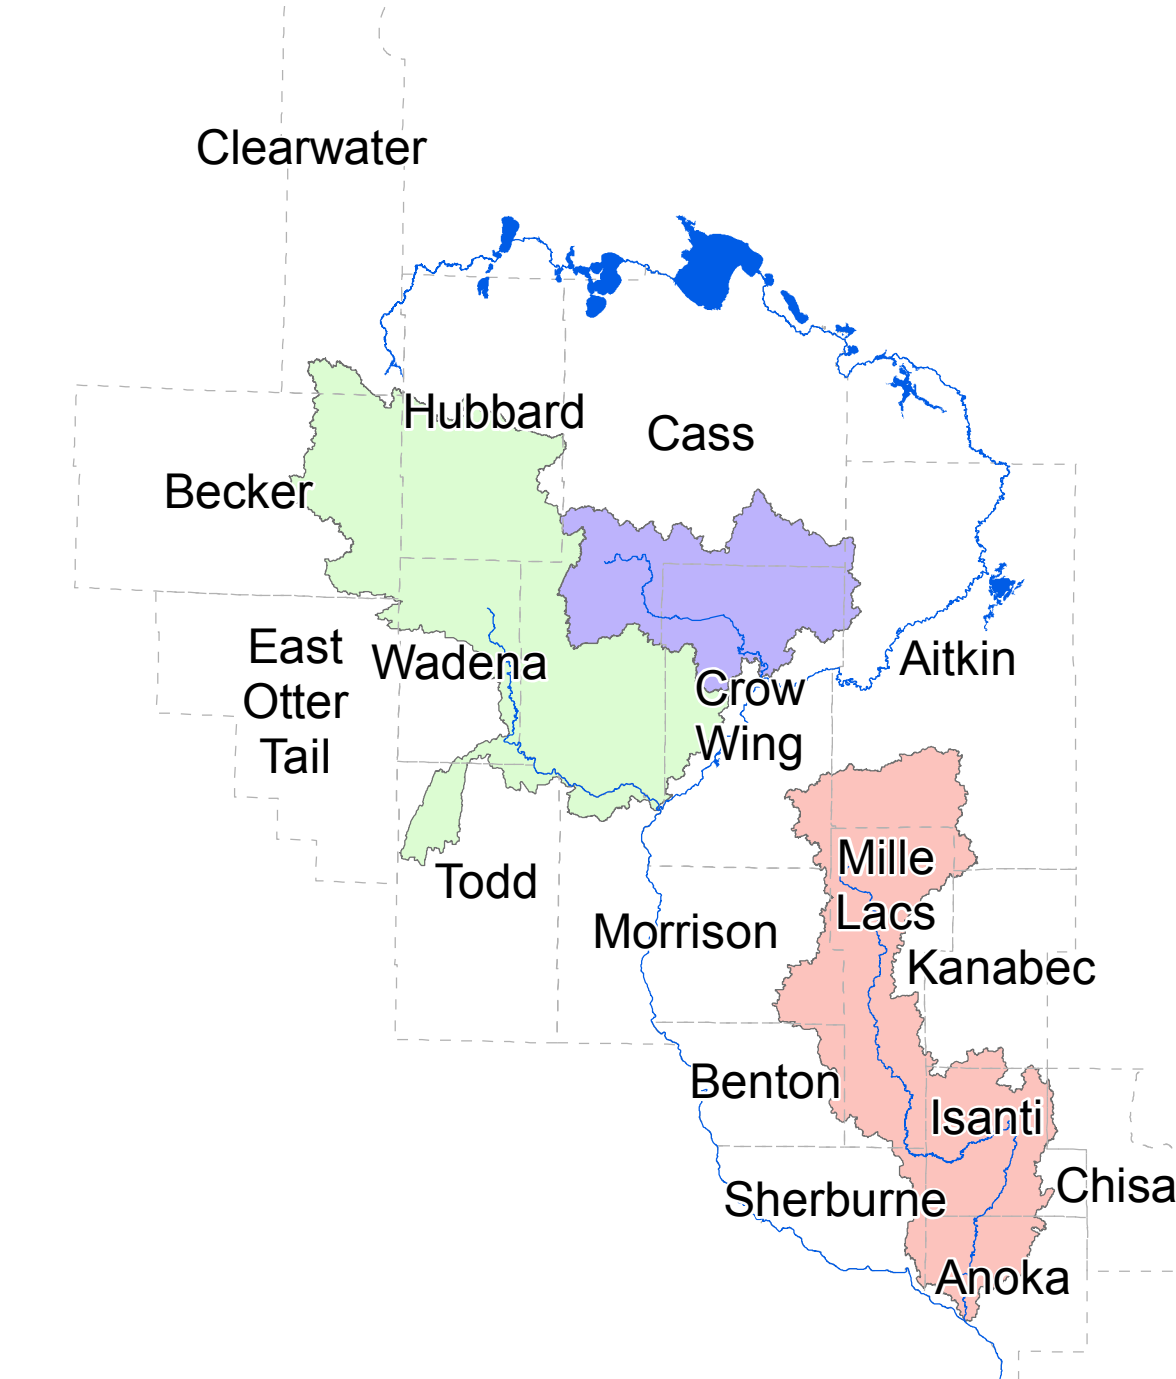 Clearwater
Hubbard
Cass
Becker
East
Otter
Tail
Wadena
Aitkin
Crow
Wing
Mille
Lacs
Todd
Morrison
Kanabec
Benton
Isanti
Chisa
Sherburne
Anoka